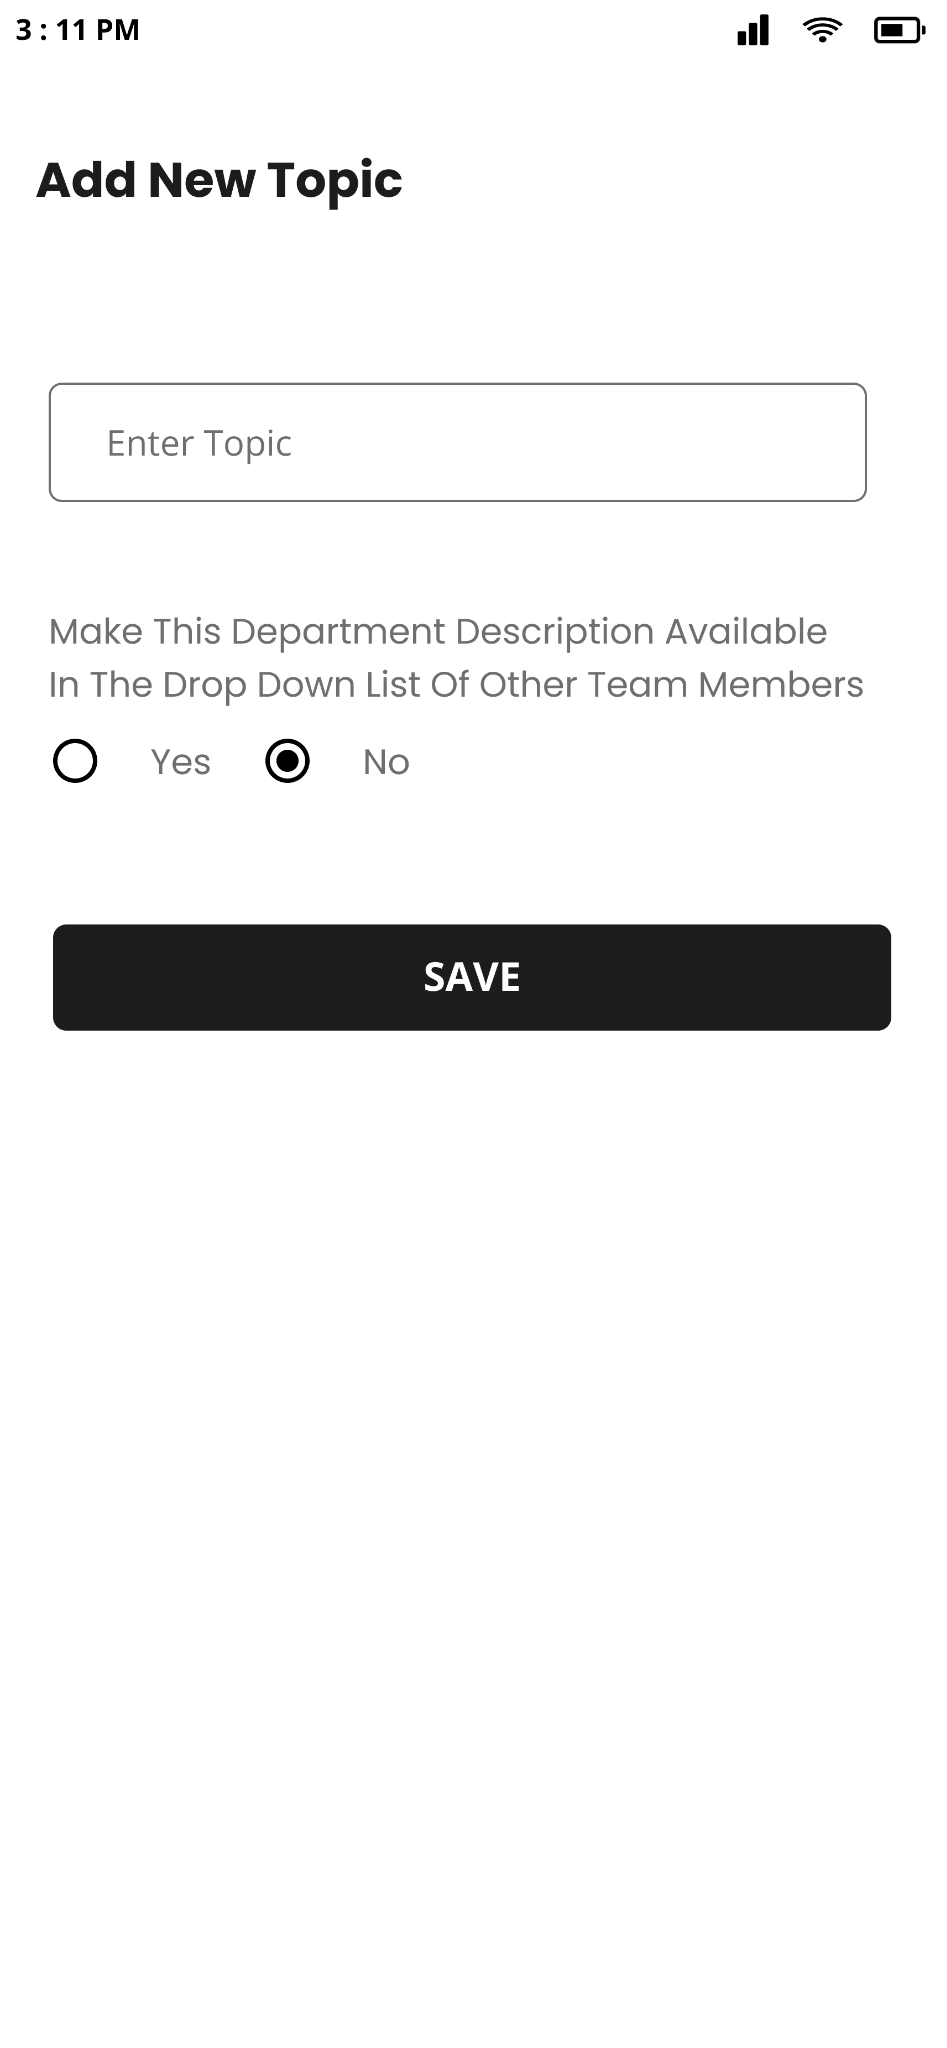 3 : 11 PM
Add New Topic
Enter Topic
Make This Department Description Available
In The Drop Down List Of Other Team Members
Yes No
SAVE